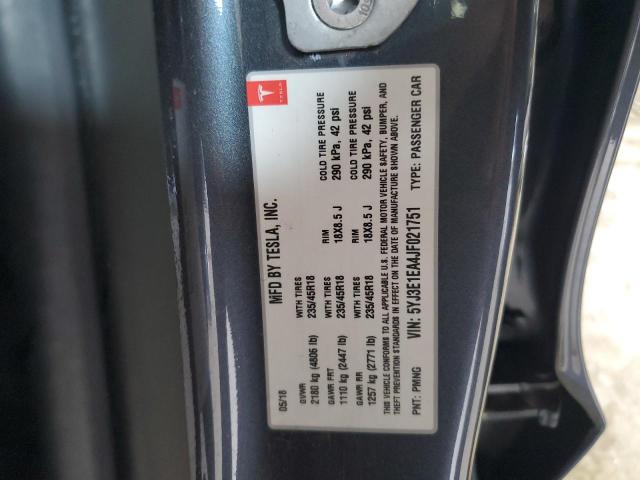 TESLA
MFD BY TESLA, INC.
05/18
GVWR WITH TIRES RIM COLD TIRE PRESSURE
2180 kg (4806 lb) 235/45R18 18X8.5 J 290 kPa, 42 psi
GAWR FRT WITH TIRES RIM COLD TIRE PRESSURE
1110 kg (2447 lb) 235/45R18 18X8.5 J 290 kPa, 42 psi
GAWR RR
1257 kg (2771 lb) 235/45R18
THIS VEHICLE CONFORMS TO ALL APPLICABLE U.S. FEDERAL MOTOR VEHICLE SAFETY, BUMPER, AND
THEFT PREVENTION STANDARDS IN EFFECT ON THE DATE OF MANUFACTURE SHOWN ABOVE.
VIN: 5YJ3E1EA4JF021751 TYPE: PASSENGER CAR
PNT: PMNG